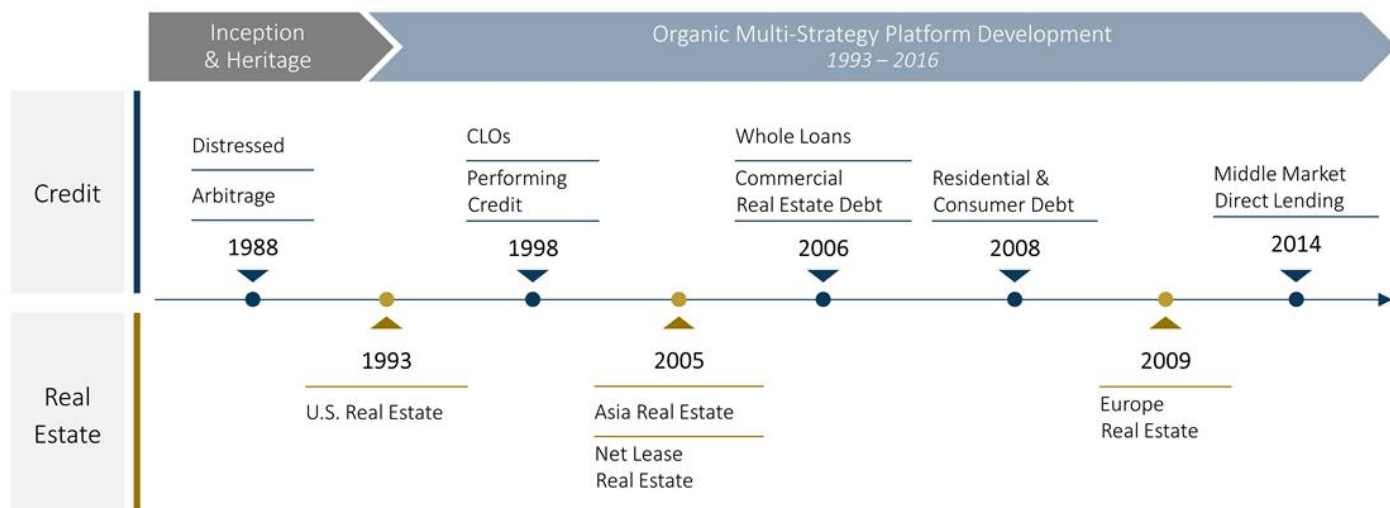 Inception
& Heritage
Organic Multi-Strategy Platform Development
1993 – 2016
Credit
Distressed
Arbitrage
1988
CLOs
Performing
Credit
1998
Whole Loans
Commercial
Real Estate Debt
2006
Residential &
Consumer Debt
2008
Middle Market
Direct Lending
2014
Real
Estate
1993
U.S. Real Estate
2005
Asia Real Estate
Net Lease
Real Estate
2009
Europe
Real Estate